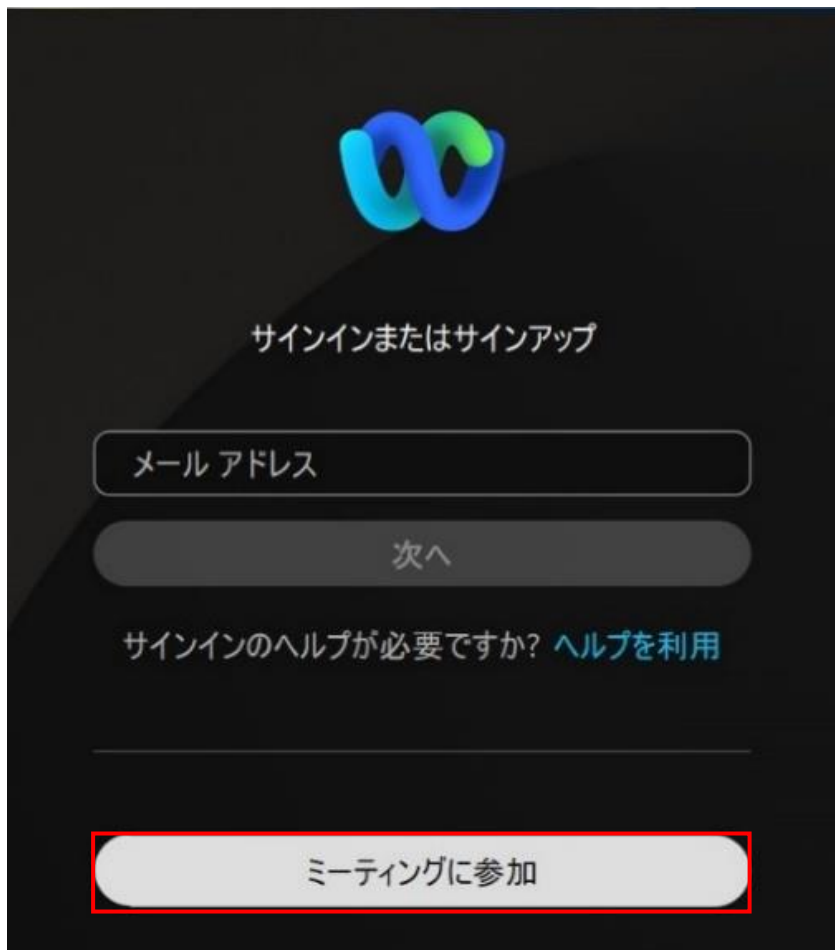 サインインまたはサインアップ
メール アドレス
次へ
サインインのヘルプが必要ですか? ヘルプを利用
ミーティングに参加